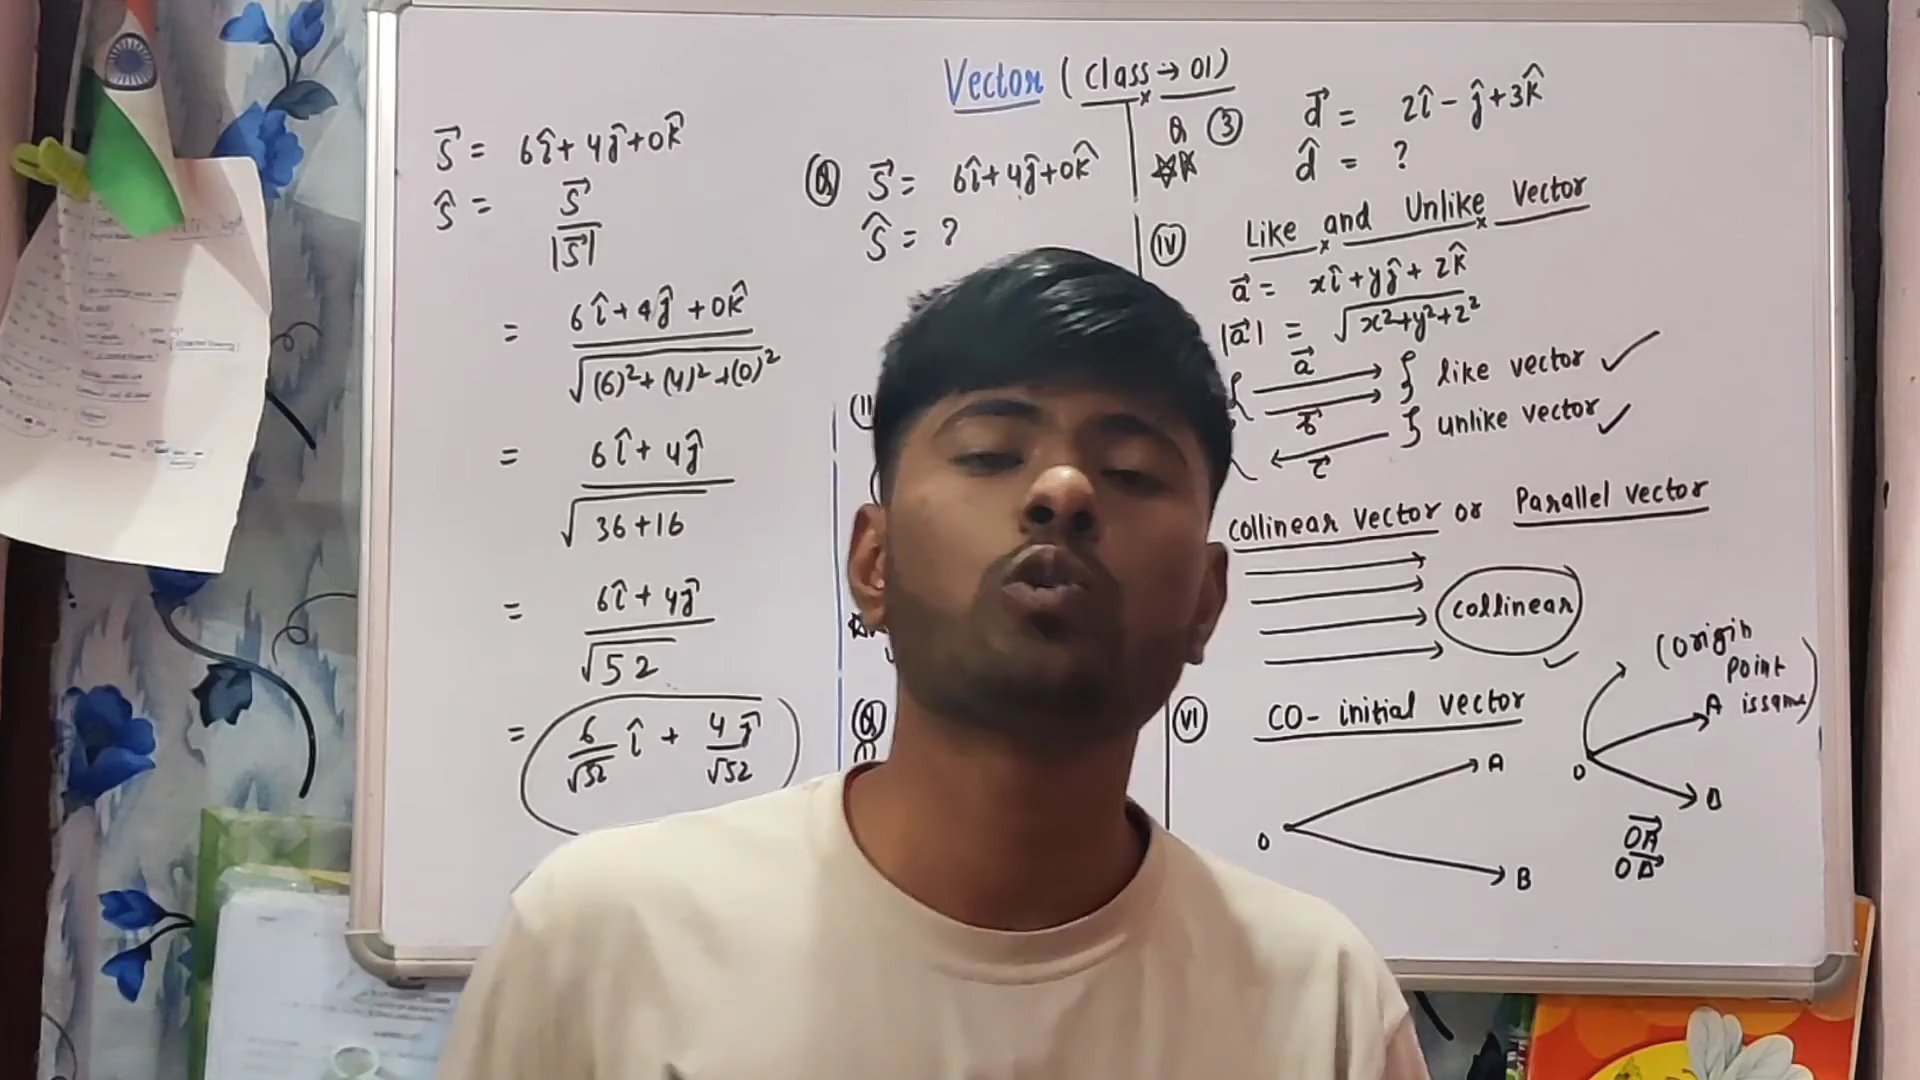 Vector (Class → 01)
S⃗ = 6î + 4ĵ + 0k̂
ŝ = S⃗ / |S⃗|
= 6î + 4ĵ + 0k̂ / √(6)² + (4)² + (0)²
= 6î + 4ĵ / √36+16
= 6î + 4ĵ / √52
= 6/√52 î + 4ĵ/√52
Q S⃗ = 6î + 4ĵ + 0k̂
ŝ = ?
Q ③ d⃗ = 2î - ĵ + 3k̂
d̂ = ?
(iv) Like and Unlike Vector
a⃗ = xî + yĵ + zk̂
|a⃗| = √x²+y²+z²
a⃗ } like vector ✓
b⃗ } unlike vector ✓
c⃗
collinear vector or Parallel vector
collinear
(vi) CO-initial vector
(origin
Point
is same)
O A B
O A B
OA⃗
OB⃗